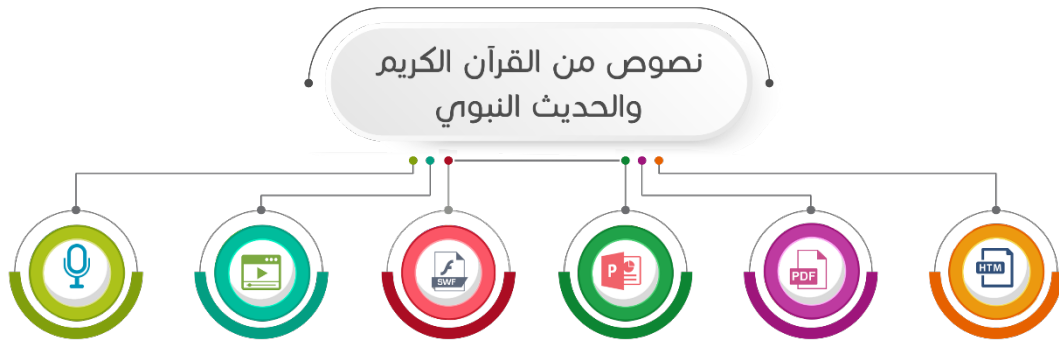 نصوص من القرآن الكريم
والحديث النبوي
HTM
PDF
P
SWF